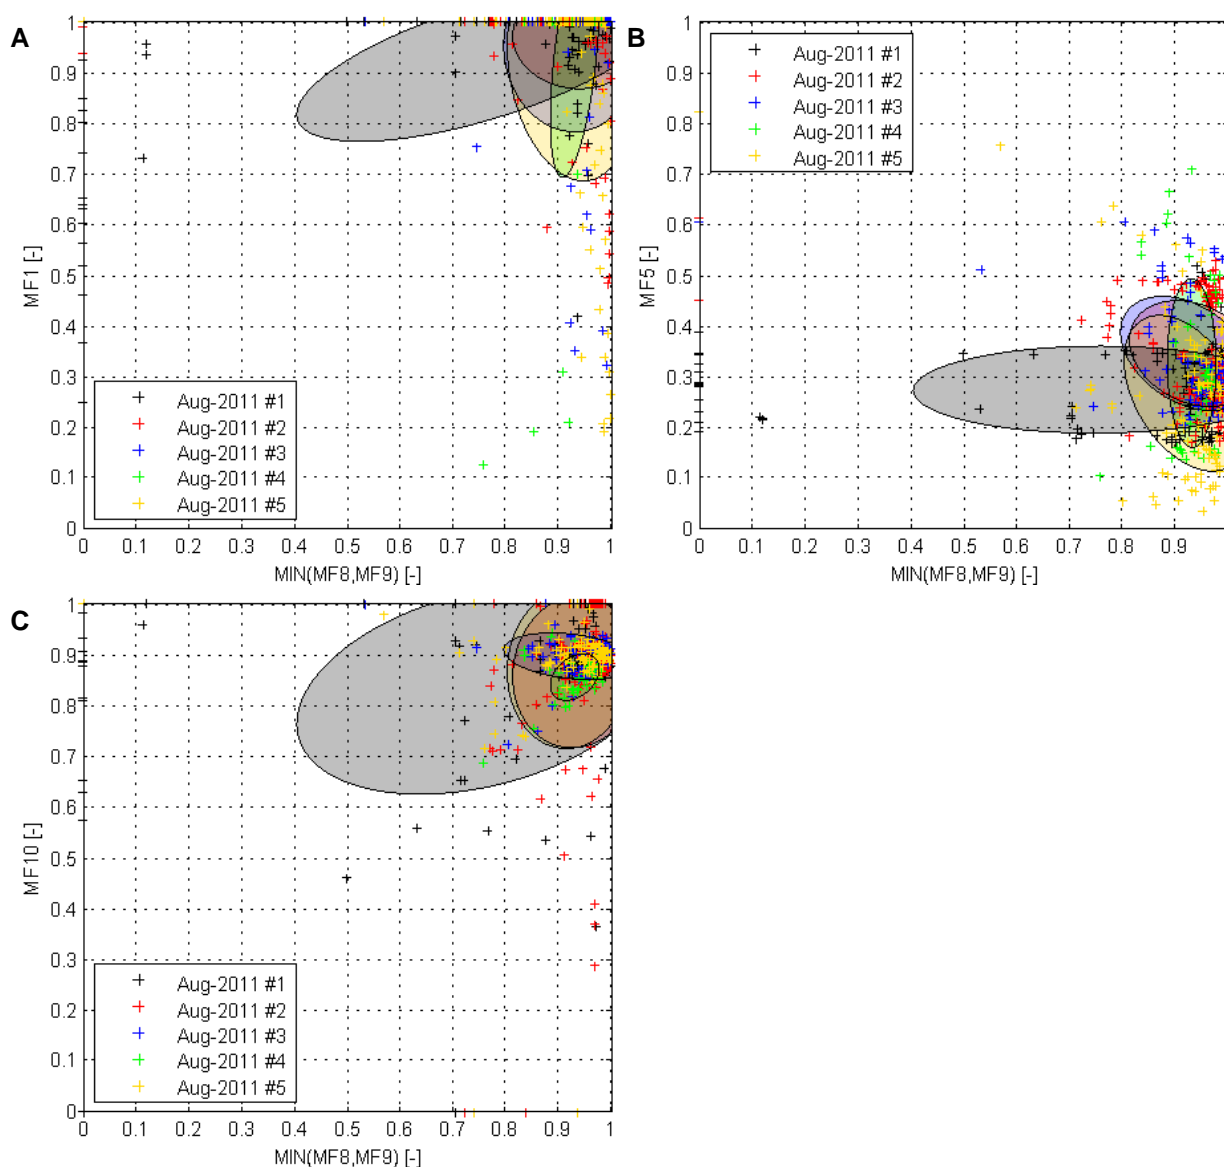 A
1
0.9
0.8
0.7
0.6
0.5
0.4
0.3
0.2
0.1
0
MF1 [-]
Aug-2011 #1
Aug-2011 #2
Aug-2011 #3
Aug-2011 #4
Aug-2011 #5
0 0.1 0.2 0.3 0.4 0.5 0.6 0.7 0.8 0.9 1
MIN(MF8,MF9) [-]
B
1
0.9
0.8
0.7
0.6
0.5
0.4
0.3
0.2
0.1
0
MF5 [-]
Aug-2011 #1
Aug-2011 #2
Aug-2011 #3
Aug-2011 #4
Aug-2011 #5
0 0.1 0.2 0.3 0.4 0.5 0.6 0.7 0.8 0.9
MIN(MF8,MF9) [-]
C
1
0.9
0.8
0.7
0.6
0.5
0.4
0.3
0.2
0.1
0
MF10 [-]
Aug-2011 #1
Aug-2011 #2
Aug-2011 #3
Aug-2011 #4
Aug-2011 #5
0 0.1 0.2 0.3 0.4 0.5 0.6 0.7 0.8 0.9 1
MIN(MF8,MF9) [-]